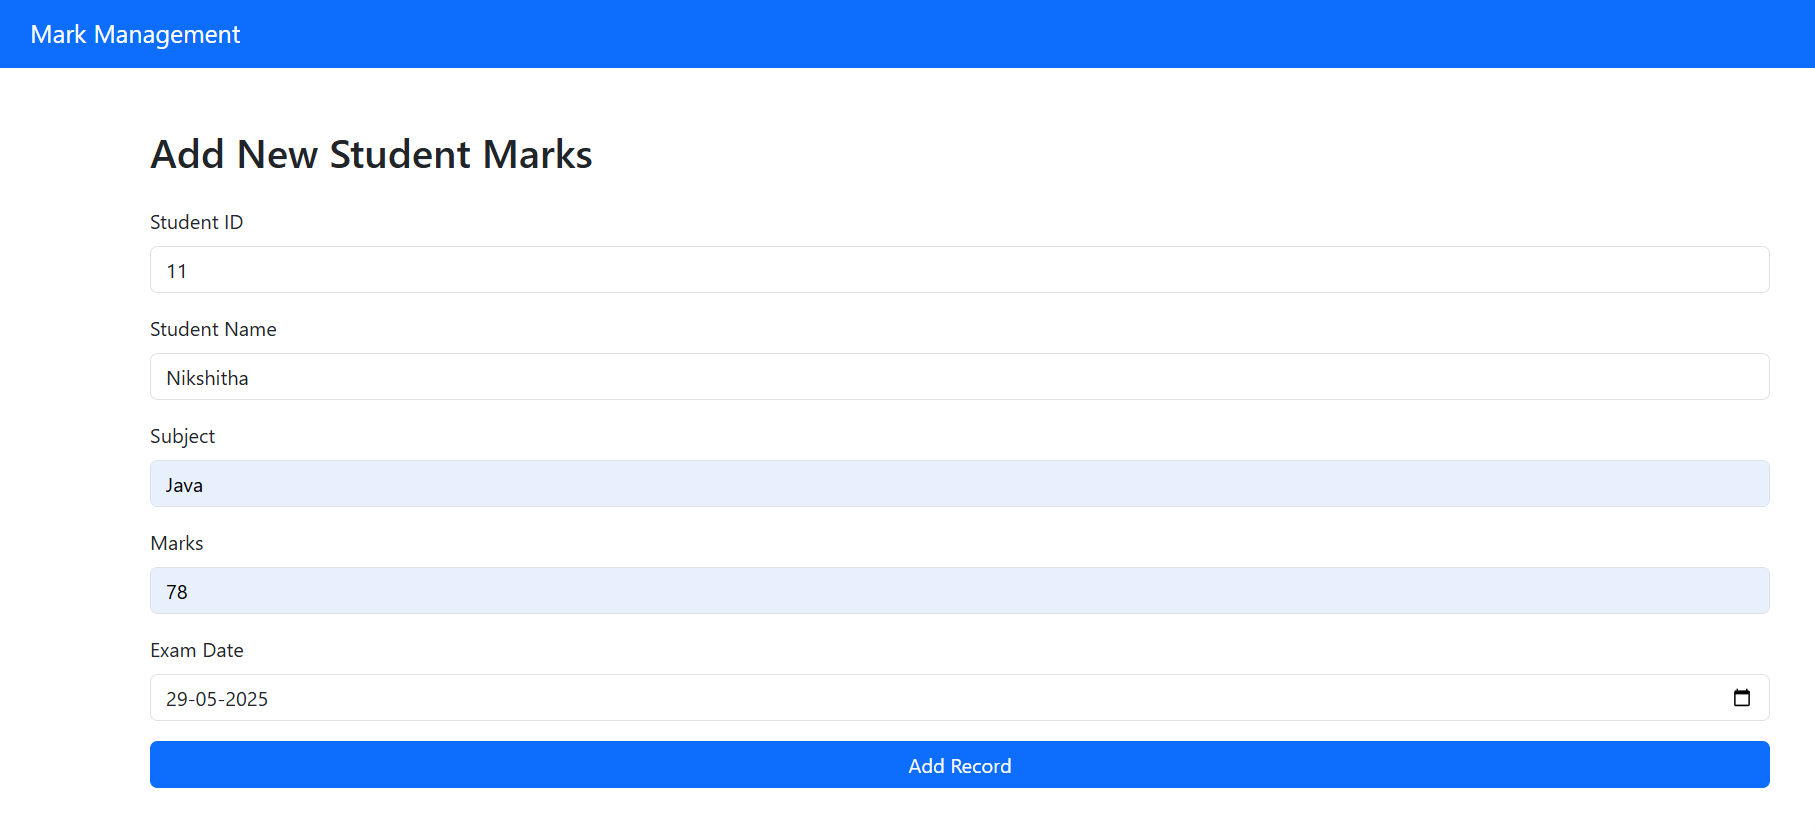 Mark Management
Add New Student Marks
Student ID
11
Student Name
Nikshitha
Subject
Java
Marks
78
Exam Date
29-05-2025
Add Record